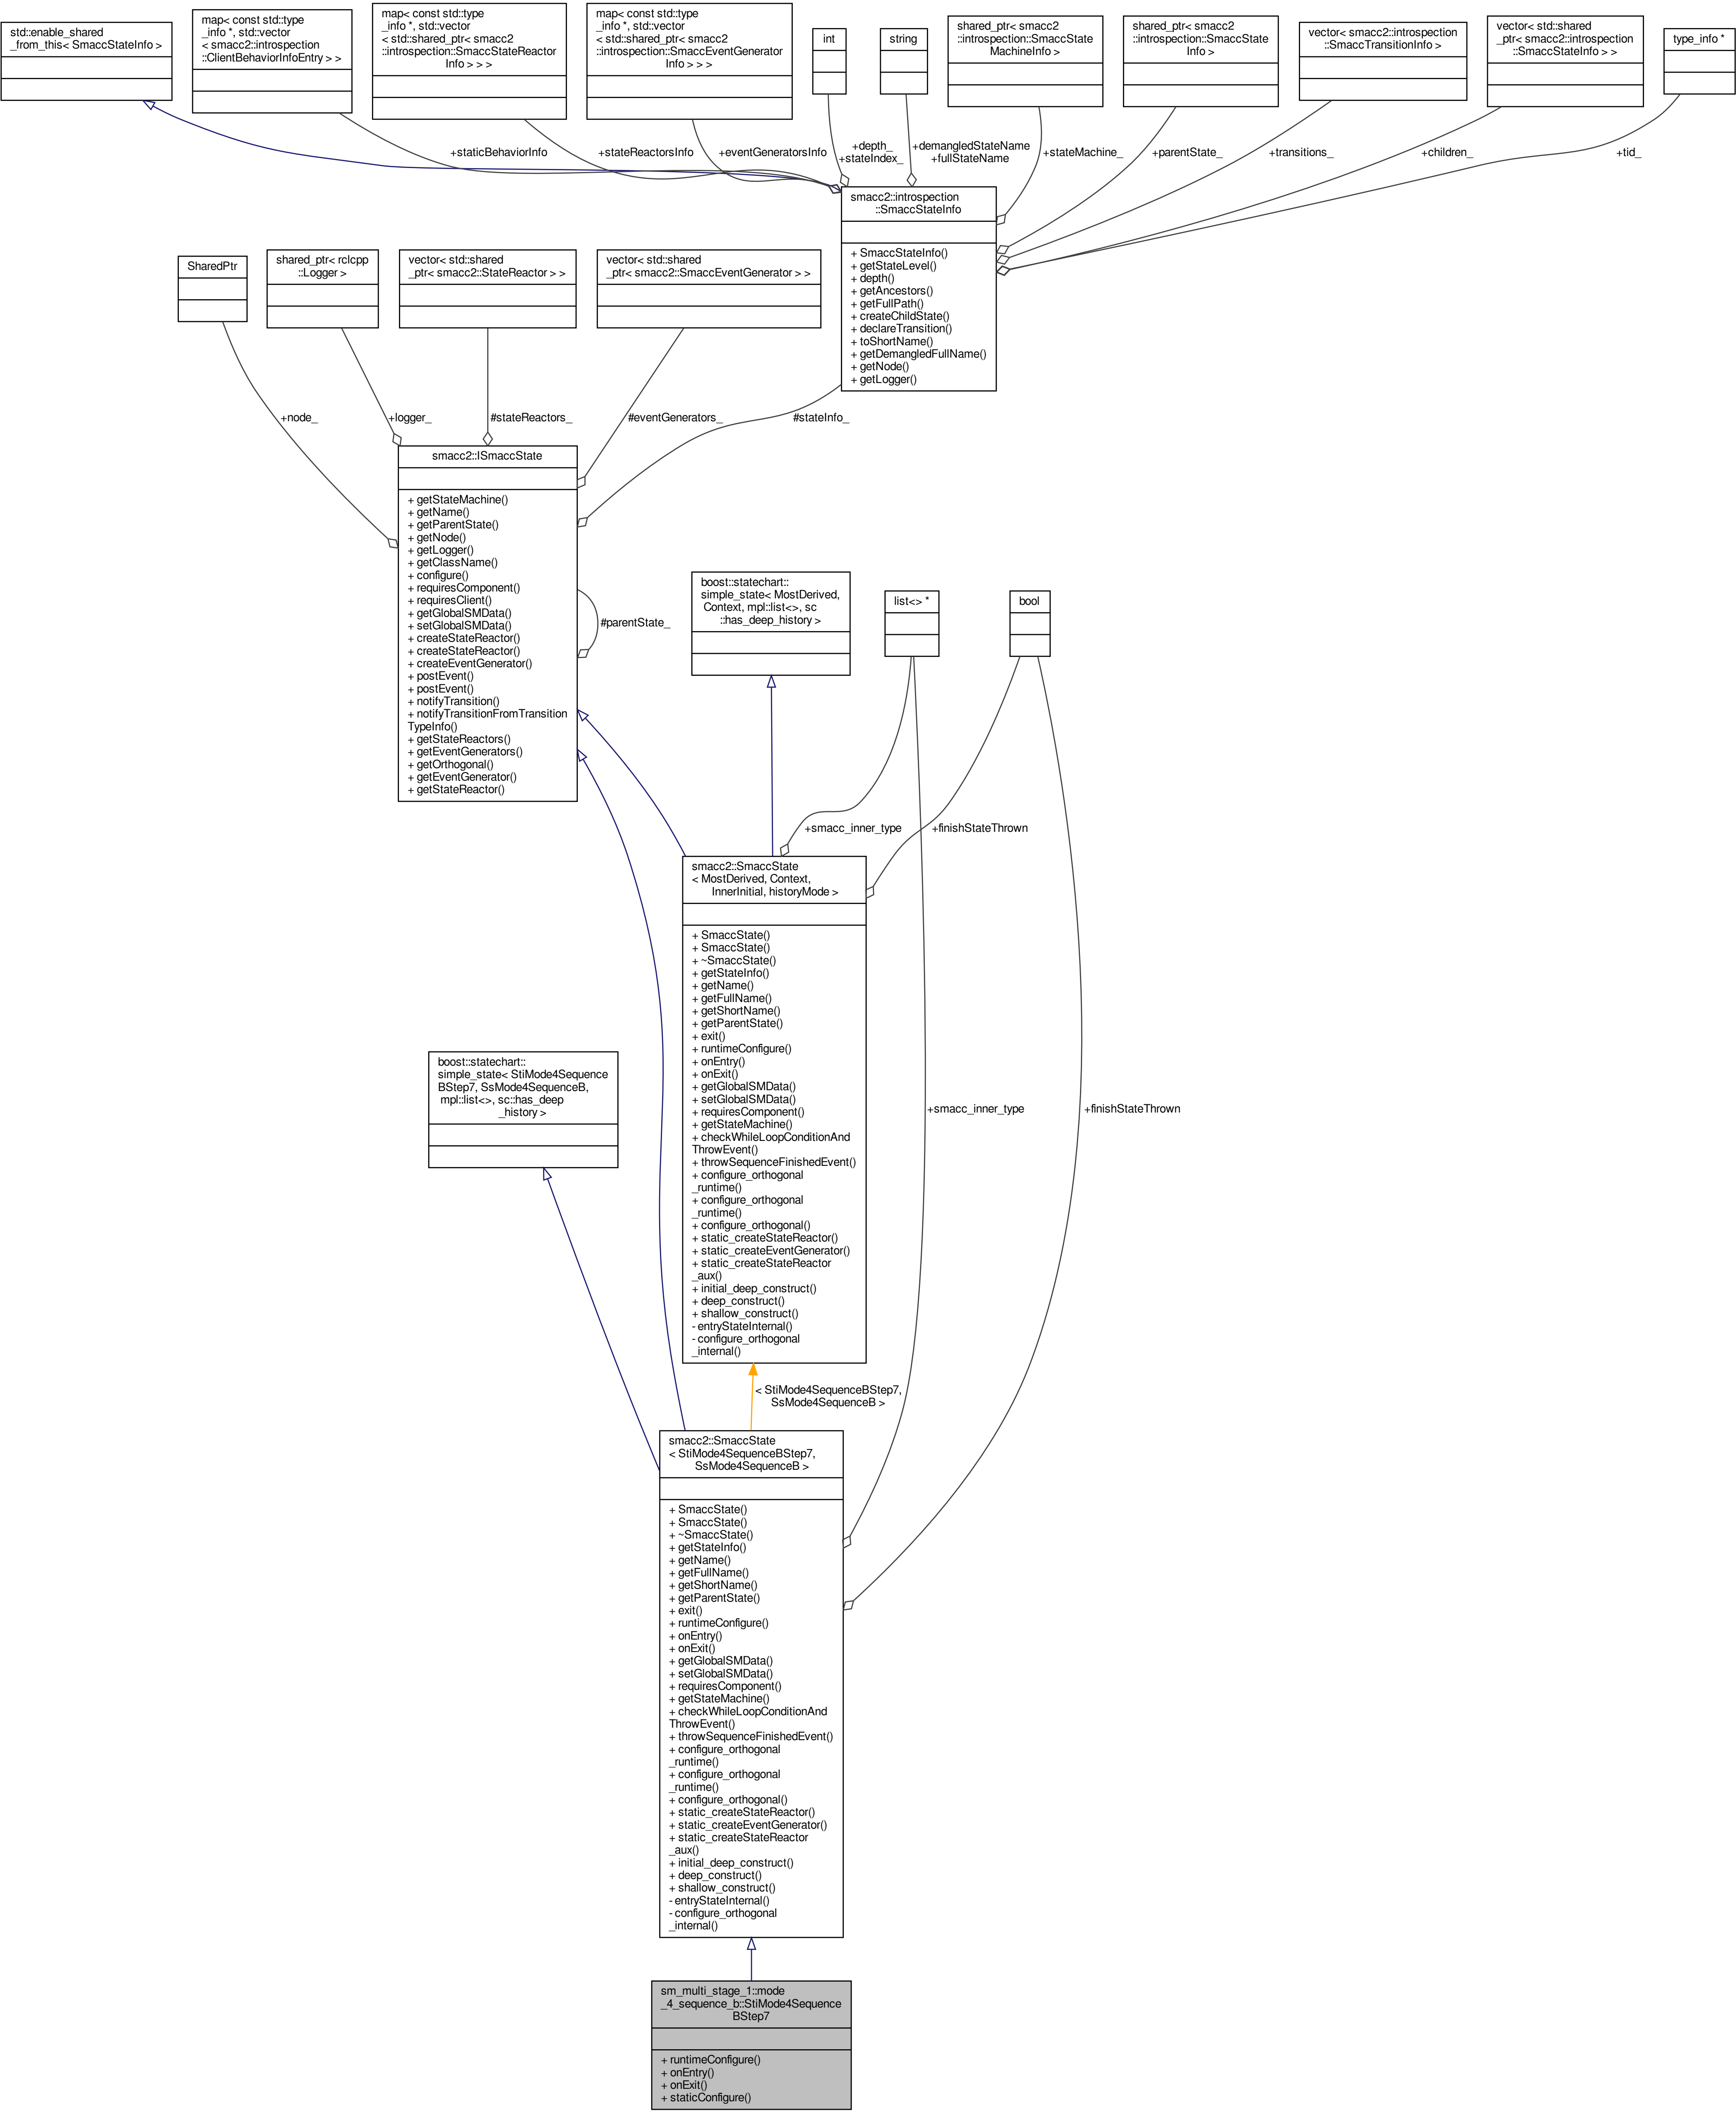 std::enable_shared
_from_this< SmaccStateInfo >
map< const std::type
_info *, std::vector
< smacc2::introspection
::ClientBehaviorInfoEntry > >
map< const std::type
_info *, std::vector
< std::shared_ptr< smacc2
::introspection::SmaccStateReactor
Info > > >
map< const std::type
_info *, std::vector
< std::shared_ptr< smacc2
::introspection::SmaccEventGenerator
Info > > >
int
string
shared_ptr< smacc2
::introspection::SmaccState
MachineInfo >
shared_ptr< smacc2
::introspection::SmaccState
Info >
vector< smacc2::introspection
::SmaccTransitionInfo >
vector< std::shared
_ptr< smacc2::introspection
::SmaccStateInfo > >
type_info *
+staticBehaviorInfo
+stateReactorsInfo
+eventGeneratorsInfo
+depth_
+stateIndex_
+demangledStateName
+fullStateName
+stateMachine_
+parentState_
+transitions_
+children_
+tid_
smacc2::introspection
::SmaccStateInfo
+ SmaccStateInfo()
+ getStateLevel()
+ depth()
+ getAncestors()
+ getFullPath()
+ createChildState()
+ declareTransition()
+ toShortName()
+ getDemangledFullName()
+ getNode()
+ getLogger()
SharedPtr
shared_ptr< rclcpp
::Logger >
vector< std::shared
_ptr< smacc2::StateReactor > >
vector< std::shared
_ptr< smacc2::SmaccEventGenerator > >
+node_
+logger_
#stateReactors_
#eventGenerators_
#stateInfo_
smacc2::ISmaccState
+ getStateMachine()
+ getName()
+ getParentState()
+ getNode()
+ getLogger()
+ getClassName()
+ configure()
+ requiresComponent()
+ requiresClient()
+ getGlobalSMData()
+ setGlobalSMData()
+ createStateReactor()
+ createStateReactor()
+ createEventGenerator()
+ postEvent()
+ postEvent()
+ notifyTransition()
+ notifyTransitionFromTransition
TypeInfo()
+ getStateReactors()
+ getEventGenerators()
+ getOrthogonal()
+ getEventGenerator()
+ getStateReactor()
#parentState_
boost::statechart::
simple_state< MostDerived,
Context, mpl::list<>, sc
::has_deep_history >
list<> *
bool
+smacc_inner_type
+finishStateThrown
smacc2::SmaccState
< MostDerived, Context,
InnerInitial, historyMode >
+ SmaccState()
+ SmaccState()
+ ~SmaccState()
+ getStateInfo()
+ getName()
+ getFullName()
+ getShortName()
+ getParentState()
+ exit()
+ runtimeConfigure()
+ onEntry()
+ onExit()
+ getGlobalSMData()
+ setGlobalSMData()
+ requiresComponent()
+ getStateMachine()
+ checkWhileLoopConditionAnd
ThrowEvent()
+ throwSequenceFinishedEvent()
+ configure_orthogonal
_runtime()
+ configure_orthogonal
_runtime()
+ configure_orthogonal()
+ static_createStateReactor()
+ static_createEventGenerator()
+ static_createStateReactor
_aux()
+ initial_deep_construct()
+ deep_construct()
+ shallow_construct()
- entryStateInternal()
- configure_orthogonal
_internal()
boost::statechart::
simple_state< StiMode4Sequence
BStep7, SsMode4SequenceB,
mpl::list<>, sc::has_deep
_history >
+smacc_inner_type
+finishStateThrown
< StiMode4SequenceBStep7,
SsMode4SequenceB >
smacc2::SmaccState
< StiMode4SequenceBStep7,
SsMode4SequenceB >
+ SmaccState()
+ SmaccState()
+ ~SmaccState()
+ getStateInfo()
+ getName()
+ getFullName()
+ getShortName()
+ getParentState()
+ exit()
+ runtimeConfigure()
+ onEntry()
+ onExit()
+ getGlobalSMData()
+ setGlobalSMData()
+ requiresComponent()
+ getStateMachine()
+ checkWhileLoopConditionAnd
ThrowEvent()
+ throwSequenceFinishedEvent()
+ configure_orthogonal
_runtime()
+ configure_orthogonal
_runtime()
+ configure_orthogonal()
+ static_createStateReactor()
+ static_createEventGenerator()
+ static_createStateReactor
_aux()
+ initial_deep_construct()
+ deep_construct()
+ shallow_construct()
- entryStateInternal()
- configure_orthogonal
_internal()
sm_multi_stage_1::mode
_4_sequence_b::StiMode4Sequence
BStep7
+ runtimeConfigure()
+ onEntry()
+ onExit()
+ staticConfigure()